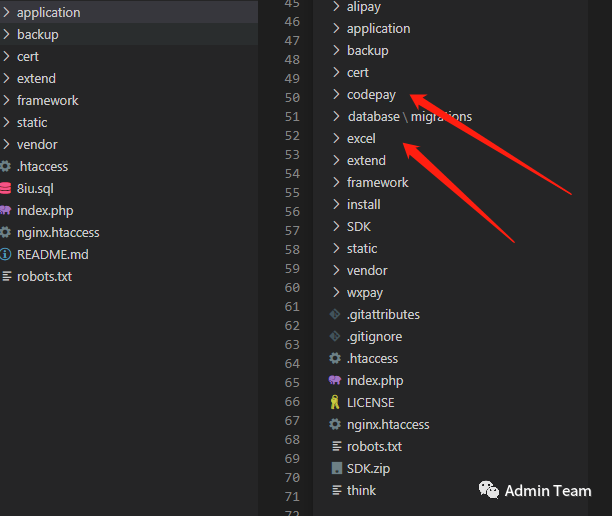 application
backup
cert
extend
framework
static
vendor
.htaccess
8iu.sql
index.php
nginx.htaccess
README.md
robots.txt
45
46
47
48
49
50
51
52
53
54
55
56
57
58
59
60
61
62
63
64
65
66
67
68
69
70
71
72
alipay
application
backup
cert
codepay
database \ migrations
excel
extend
framework
install
SDK
static
vendor
wxpay
.gitattributes
.gitignore
.htaccess
index.php
LICENSE
nginx.htaccess
robots.txt
SDK.zip
think
Admin Team